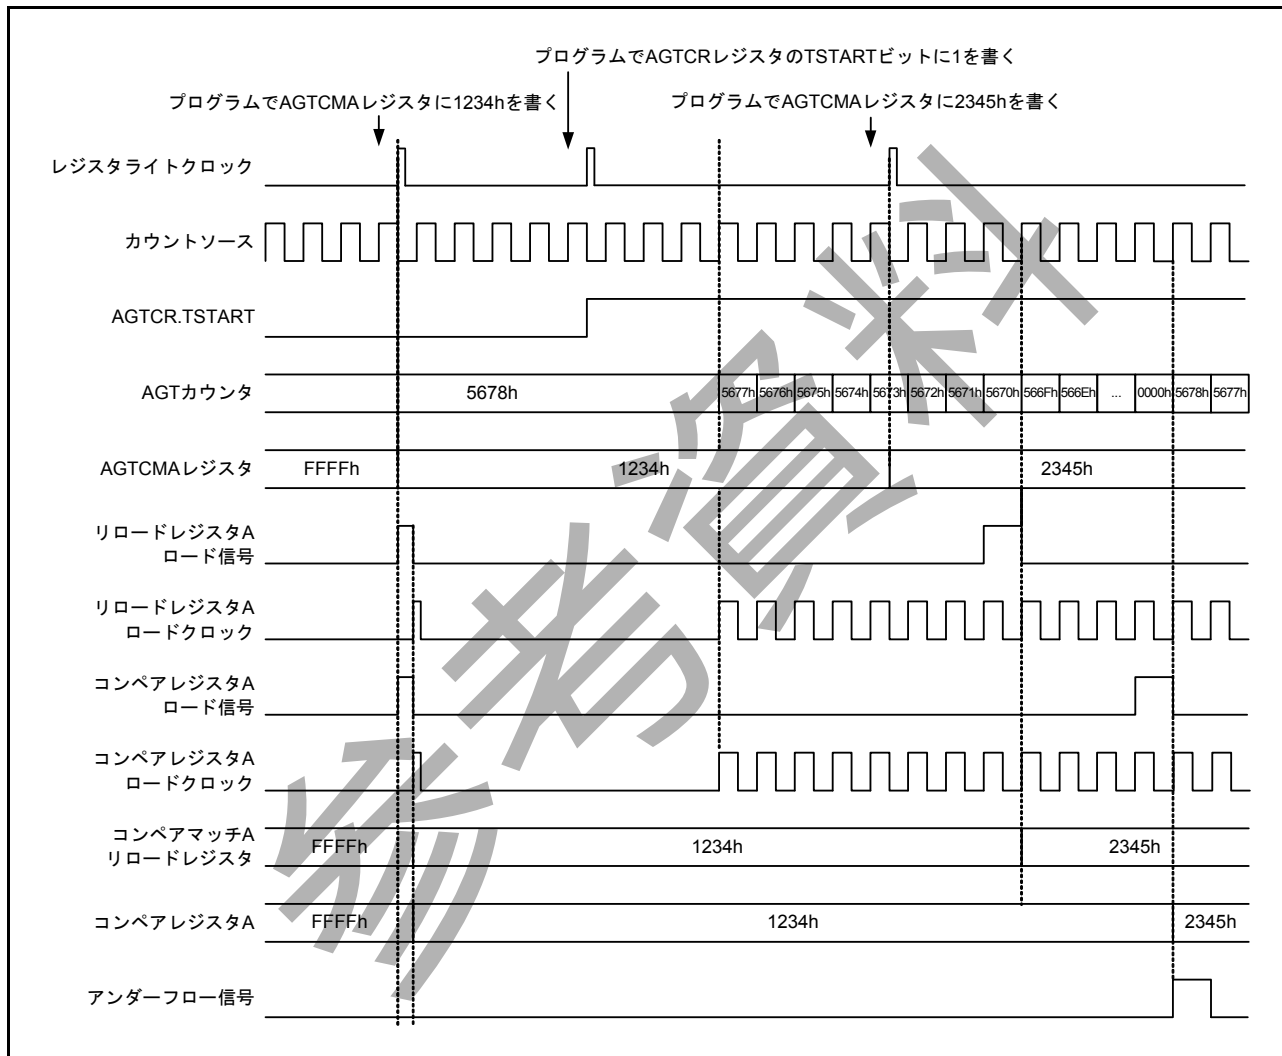 プログラムでAGTCRレジスタのTSTARTビットに1を書く
プログラムでAGTCMAレジスタに1234hを書く
プログラムでAGTCMAレジスタに2345hを書く
レジスタライトクロック
カウントソース
AGTCR.TSTART
AGTカウンタ
5678h
5677h 5676h 5675h 5674h 5673h 5672h 5671h 5670h 566Fh 566Eh ... 0000h 5678h 5677h
AGTCMAレジスタ
FFFFh
1234h
2345h
リロードレジスタA
ロード信号
リロードレジスタA
ロードクロック
コンペアレジスタA
ロード信号
コンペアレジスタA
ロードクロック
コンペアマッチA
リロードレジスタ
FFFFh
1234h
2345h
コンペアレジスタA
FFFFh
1234h
2345h
アンダーフロー信号
参考資料